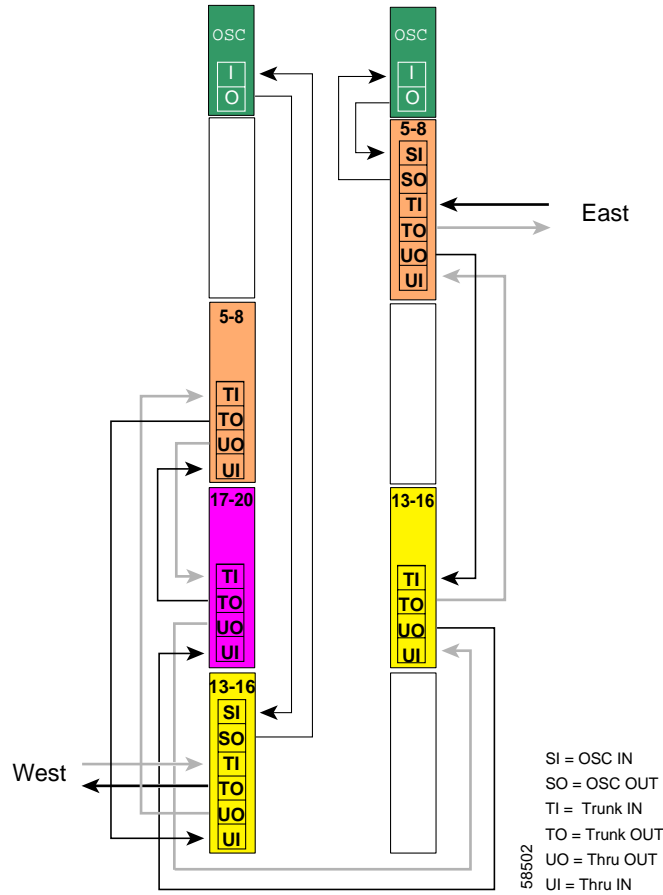 OSC
I
O
5-8
TI
TO
UO
UI
17-20
TI
TO
UO
UI
13-16
SI
SO
TI
TO
UO
UI
West
OSC
I
O
5-8
SI
SO
TI
TO
UO
UI
East
13-16
TI
TO
UO
UI
SI = OSC IN
SO = OSC OUT
TI = Trunk IN
TO = Trunk OUT
UO = Thru OUT
UI = Thru IN
58502